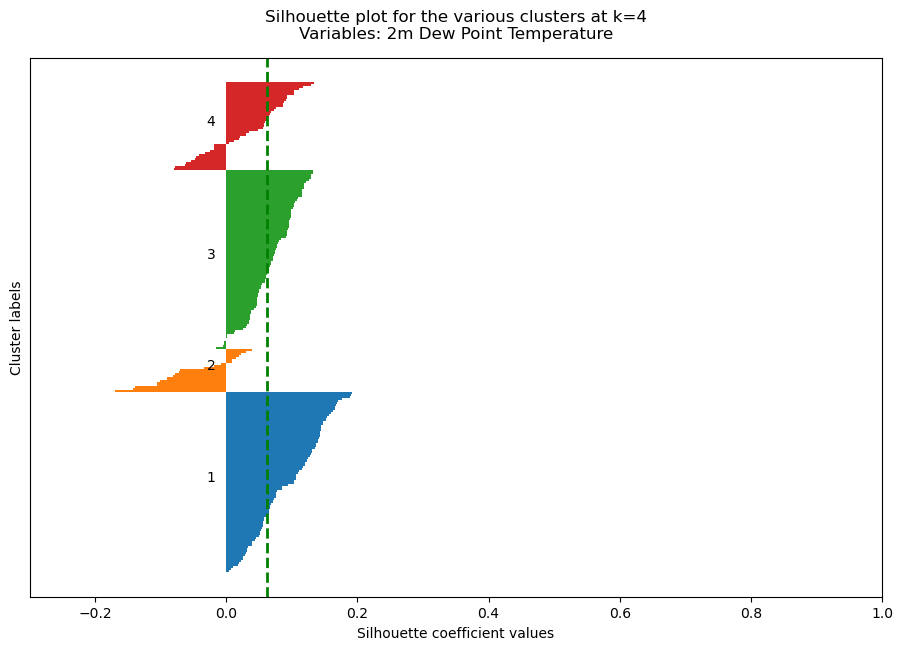 Silhouette plot for the various clusters at k=4
Variables: 2m Dew Point Temperature
Cluster labels
4
3
2
1
−0.2
0.0
0.2
0.4
0.6
0.8
1.0
Silhouette coefficient values